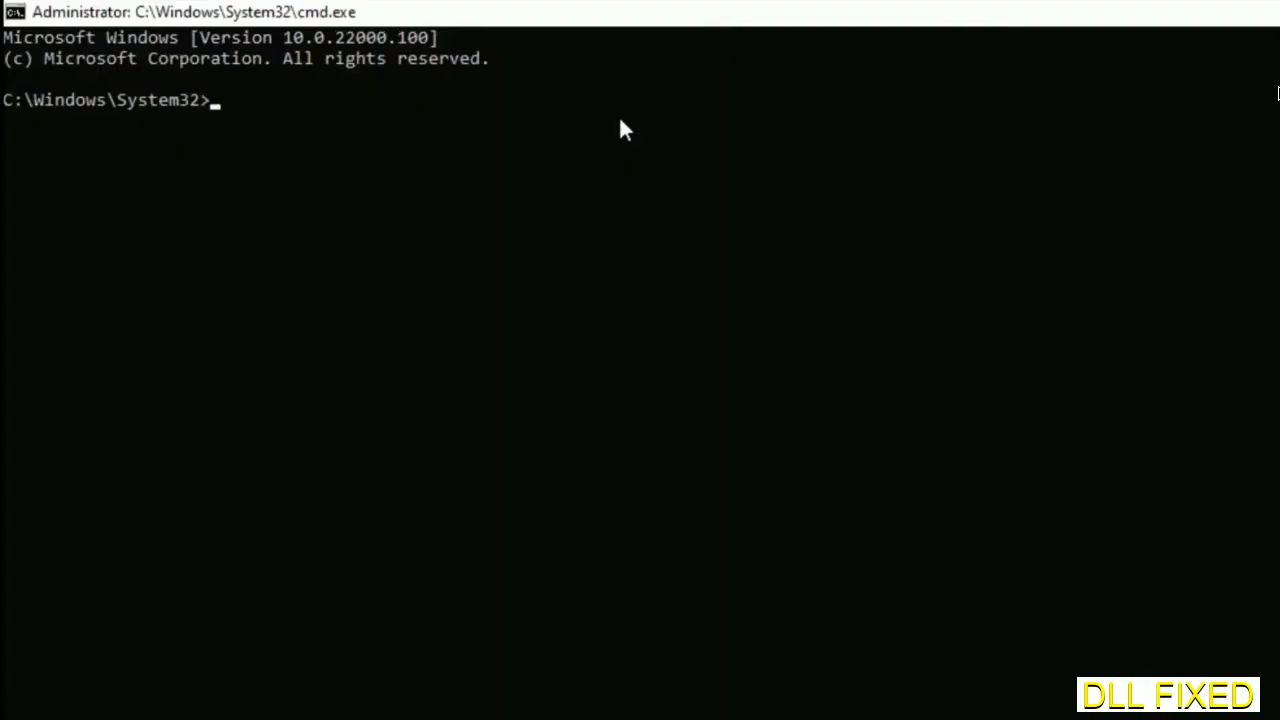 Administrator: C:\Windows\System32\cmd.exe
Microsoft Windows [Version 10.0.22000.100]
(c) Microsoft Corporation. All rights reserved.
C:\Windows\System32>
DLL FIXED